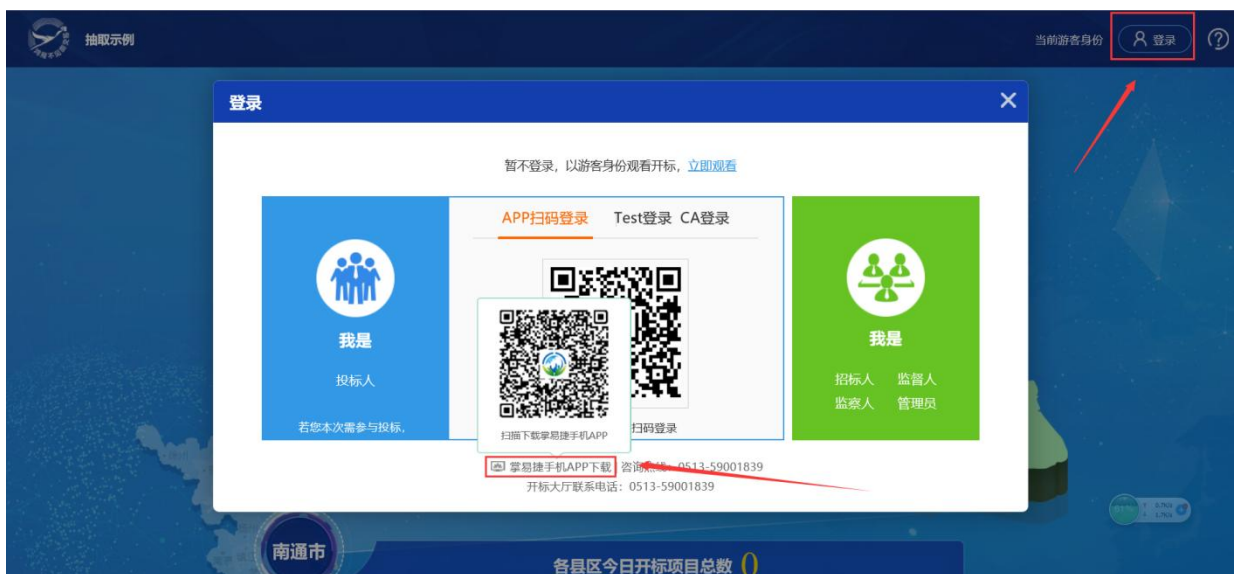 抽取示例
当前游客身份
登录
登录
暂不登录，以游客身份观看开标，立即观看
APP扫码登录 Test登录 CA登录
我是
投标人
若您本次需参与投标，
扫描下载掌易捷手机APP
扫码登录
我是
招标人 监督人
监察人 管理员
掌易捷手机APP下载 咨询热线：0513-59001839
开标大厅联系电话：0513-59001839
南通市
各县区今日开标项目总数 0